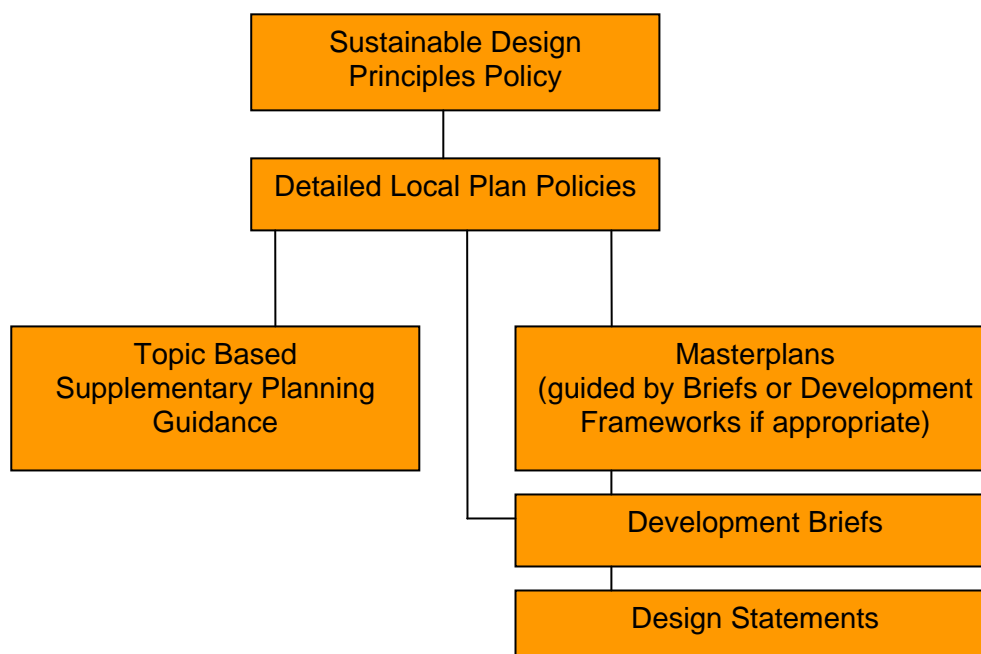 Sustainable Design
Principles Policy
Detailed Local Plan Policies
Topic Based
Supplementary Planning
Guidance
Masterplans
(guided by Briefs or Development
Frameworks if appropriate)
Development Briefs
Design Statements